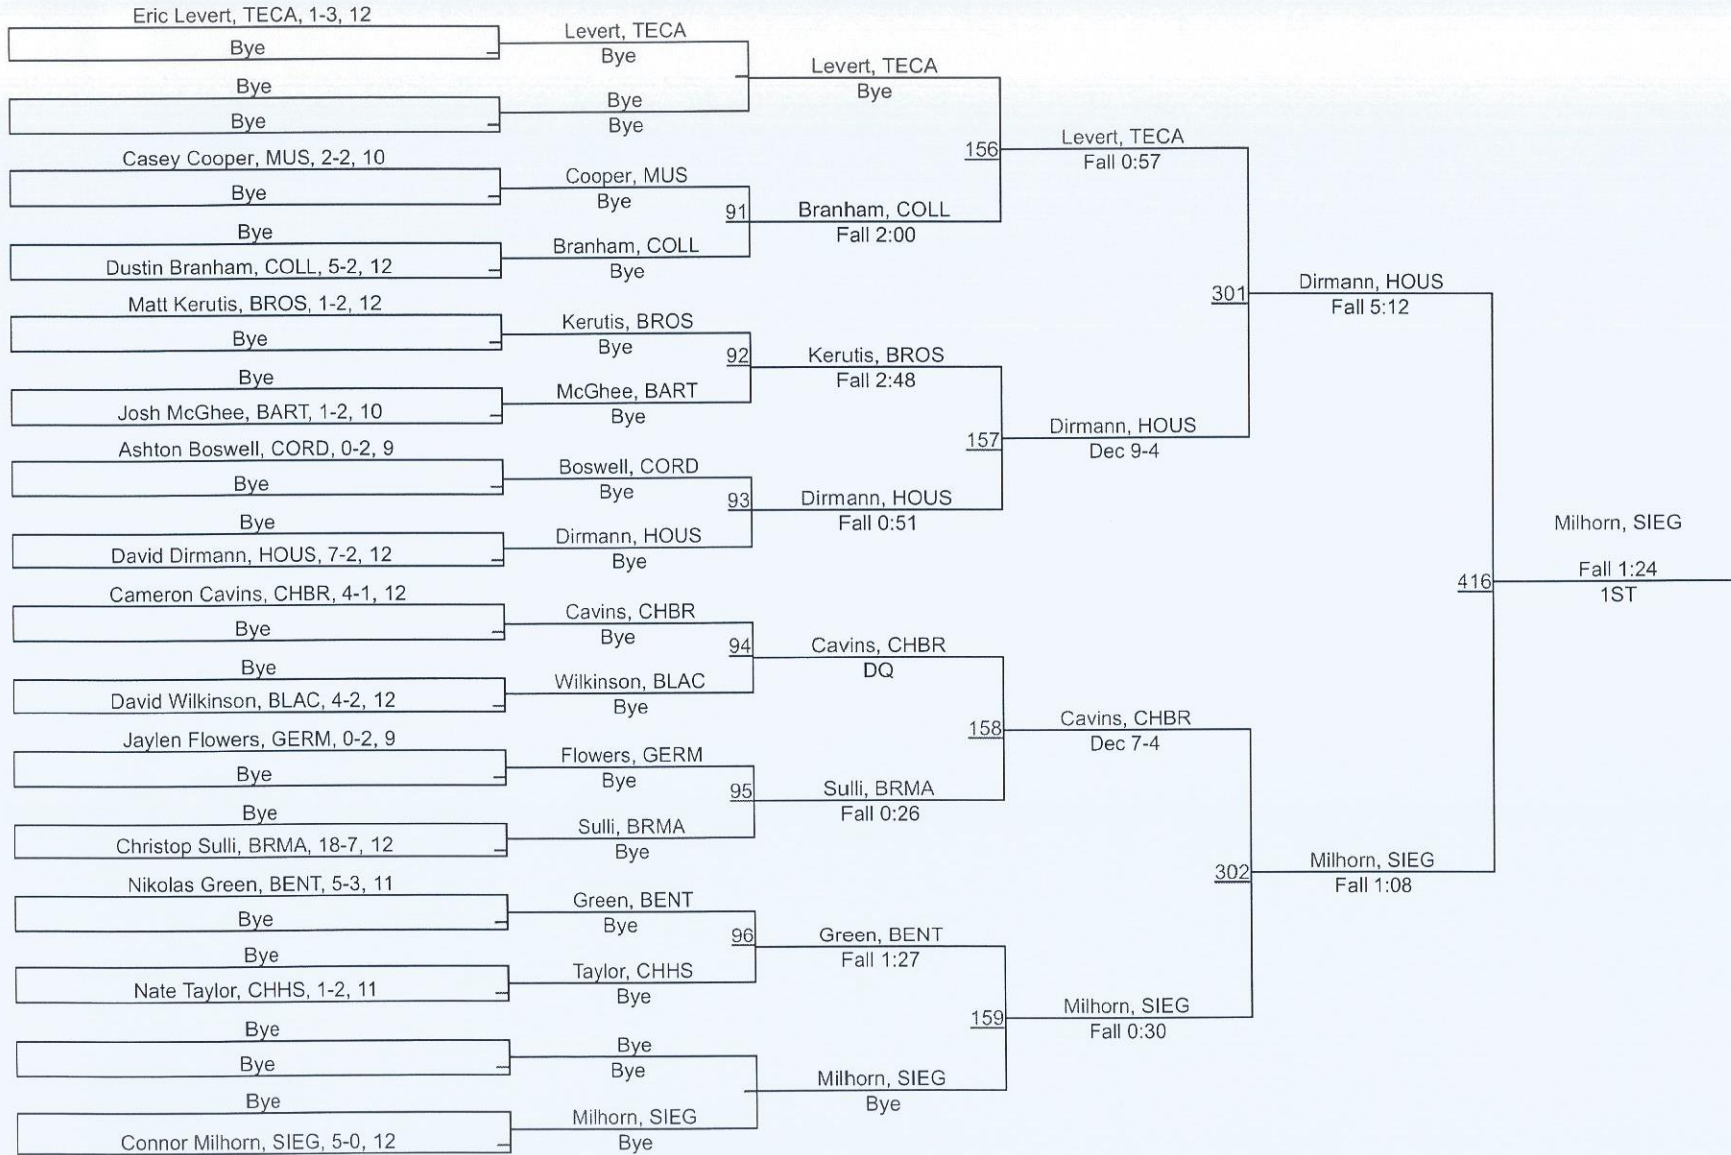 Eric Levert, TECA, 1-3, 12
Bye
Bye
Bye
Casey Cooper, MUS, 2-2, 10
Bye
Bye
Dustin Branham, COLL, 5-2, 12
Matt Kerutis, BROS, 1-2, 12
Bye
Bye
Josh McGhee, BART, 1-2, 10
Ashton Boswell, CORD, 0-2, 9
Bye
Bye
David Dirmann, HOUS, 7-2, 12
Cameron Cavins, CHBR, 4-1, 12
Bye
Bye
David Wilkinson, BLAC, 4-2, 12
Jaylen Flowers, GERM, 0-2, 9
Bye
Bye
Christop Sulli, BRMA, 18-7, 12
Nikolas Green, BENT, 5-3, 11
Bye
Bye
Nate Taylor, CHHS, 1-2, 11
Bye
Bye
Bye
Connor Milhorn, SIEG, 5-0, 12
Levert, TECA
Bye
Bye
Bye
Cooper, MUS
Bye
91
Branham, COLL
Bye
Kerutis, BROS
Bye
92
McGhee, BART
Bye
Boswell, CORD
Bye
93
Dirmann, HOUS
Bye
Cavins, CHBR
Bye
94
Wilkinson, BLAC
Bye
Flowers, GERM
Bye
95
Sulli, BRMA
Bye
Green, BENT
Bye
96
Taylor, CHHS
Bye
Bye
Bye
Milhorn, SIEG
Bye
Levert, TECA
Bye
156
Branham, COLL
Fall 2:00
Kerutis, BROS
Fall 2:48
157
Dirmann, HOUS
Fall 0:51
Cavins, CHBR
DQ
158
Sulli, BRMA
Fall 0:26
Green, BENT
Fall 1:27
159
Milhorn, SIEG
Bye
Levert, TECA
Fall 0:57
301
Dirmann, HOUS
Dec 9-4
Cavins, CHBR
Dec 7-4
302
Milhorn, SIEG
Fall 0:30
Dirmann, HOUS
Fall 5:12
416
Milhorn, SIEG
Fall 1:08
Milhorn, SIEG
Fall 1:24
1ST